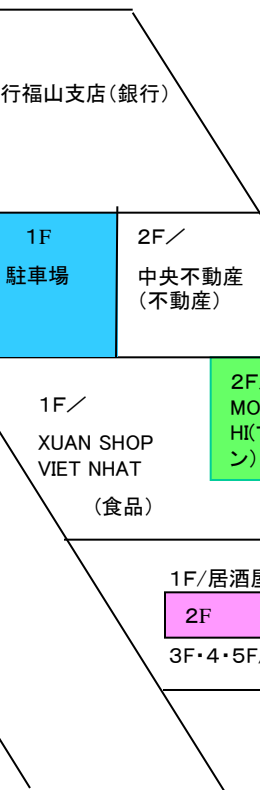 行福山支店（銀行）
1F
駐車場
2F／
中央不動産
（不動産）
2F/
MO
HI(
ン）
1F／
XUAN SHOP
VIET NHAT
（食品）
1F/居酒屋
2F
3F・4・5F